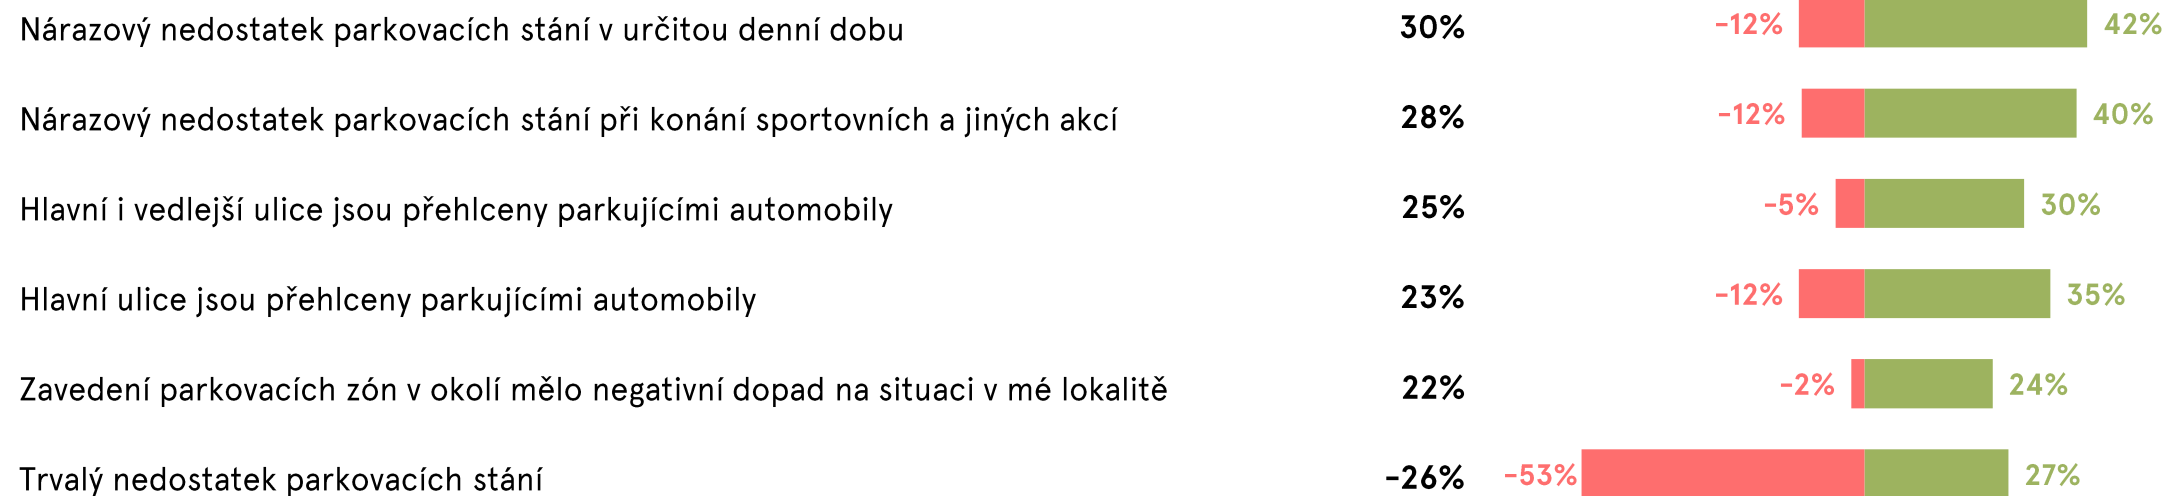 Nárazový nedostatek parkovacích stání v určitou denní dobu 30% -12% 42%
Nárazový nedostatek parkovacích stání při konání sportovních a jiných akcí 28% -12% 40%
Hlavní i vedlejší ulice jsou přehlceny parkujícími automobily 25% -5% 30%
Hlavní ulice jsou přehlceny parkujícími automobily 23% -12% 35%
Zavedení parkovacích zón v okolí mělo negativní dopad na situaci v mé lokalitě 22% -2% 24%
Trvalý nedostatek parkovacích stání -26% -53% 27%